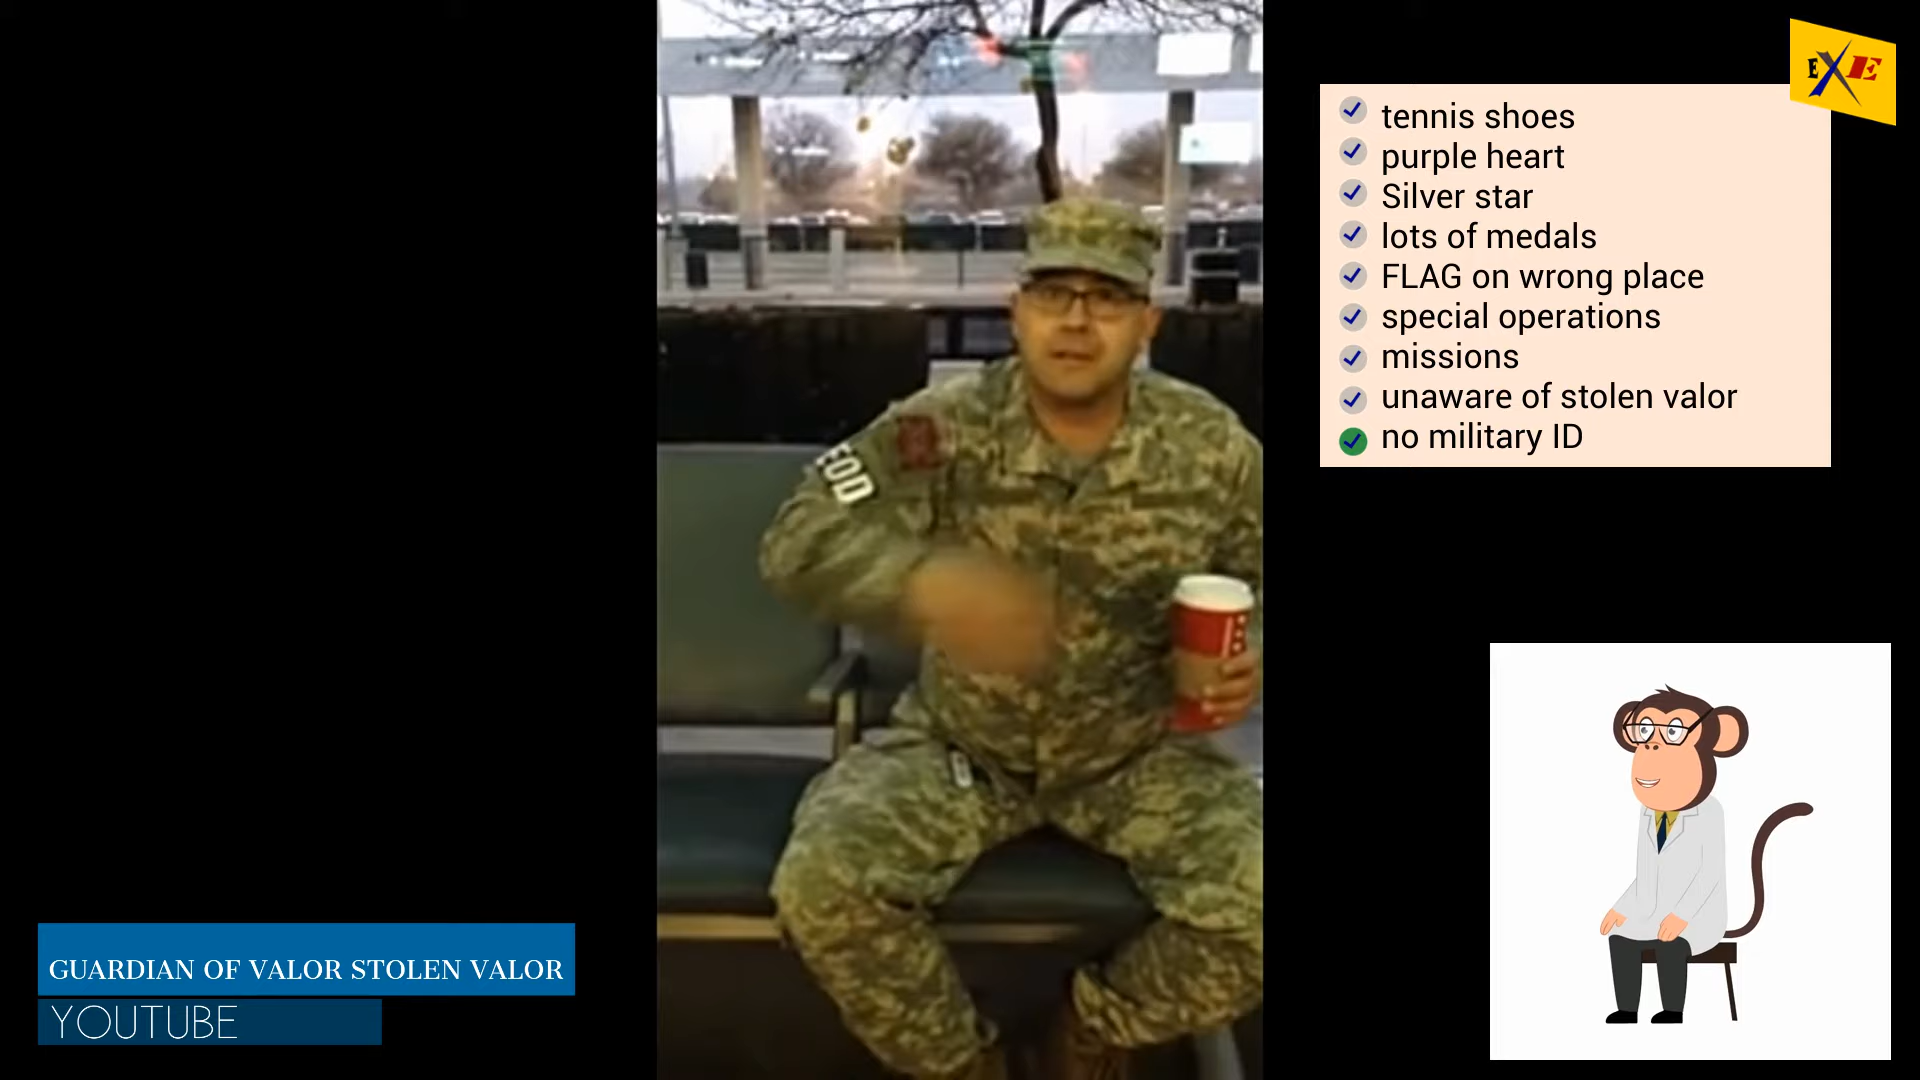 EXE
tennis shoes
purple heart
Silver star
lots of medals
FLAG on wrong place
special operations
missions
unaware of stolen valor
no military ID
EOD
GUARDIAN OF VALOR STOLEN VALOR
YOUTUBE